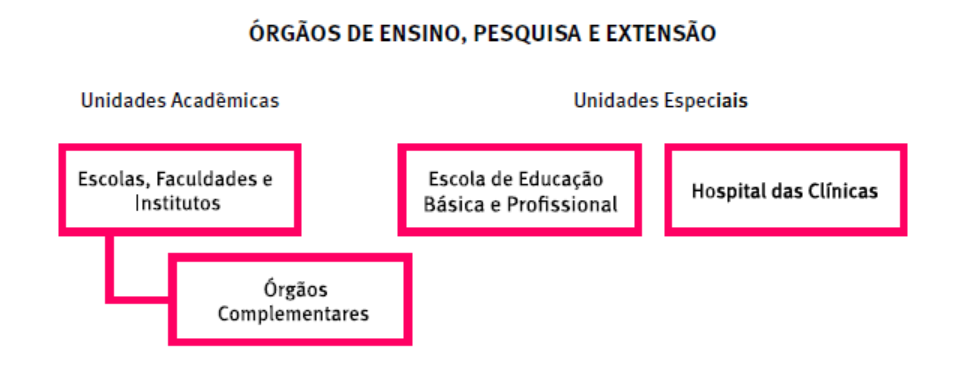 ÓRGÃOS DE ENSINO, PESQUISA E EXTENSÃO
Unidades Acadêmicas
Unidades Especiais
Escolas, Faculdades e
Institutos
Escola de Educação
Básica e Profissional
Hospital das Clínicas
Órgãos
Complementares